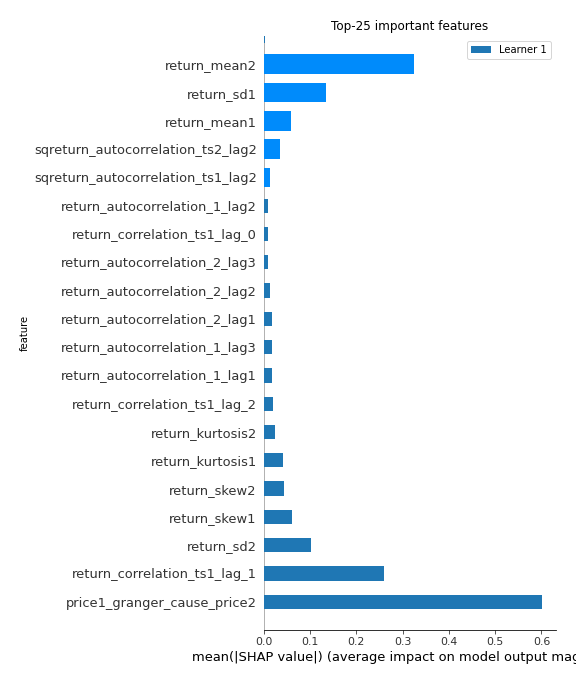 Top-25 important features
Learner 1
return_mean2
return_sd1
return_mean1
sqreturn_autocorrelation_ts2_lag2
sqreturn_autocorrelation_ts1_lag2
return_autocorrelation_1_lag2
return_correlation_ts1_lag_0
return_autocorrelation_2_lag3
return_autocorrelation_2_lag2
return_autocorrelation_2_lag1
return_autocorrelation_1_lag3
return_autocorrelation_1_lag1
return_correlation_ts1_lag_2
return_kurtosis2
return_kurtosis1
return_skew2
return_skew1
return_sd2
return_correlation_ts1_lag_1
price1_granger_cause_price2
feature
0.0 0.1 0.2 0.3 0.4 0.5 0.6
mean(|SHAP value|) (average impact on model output mag